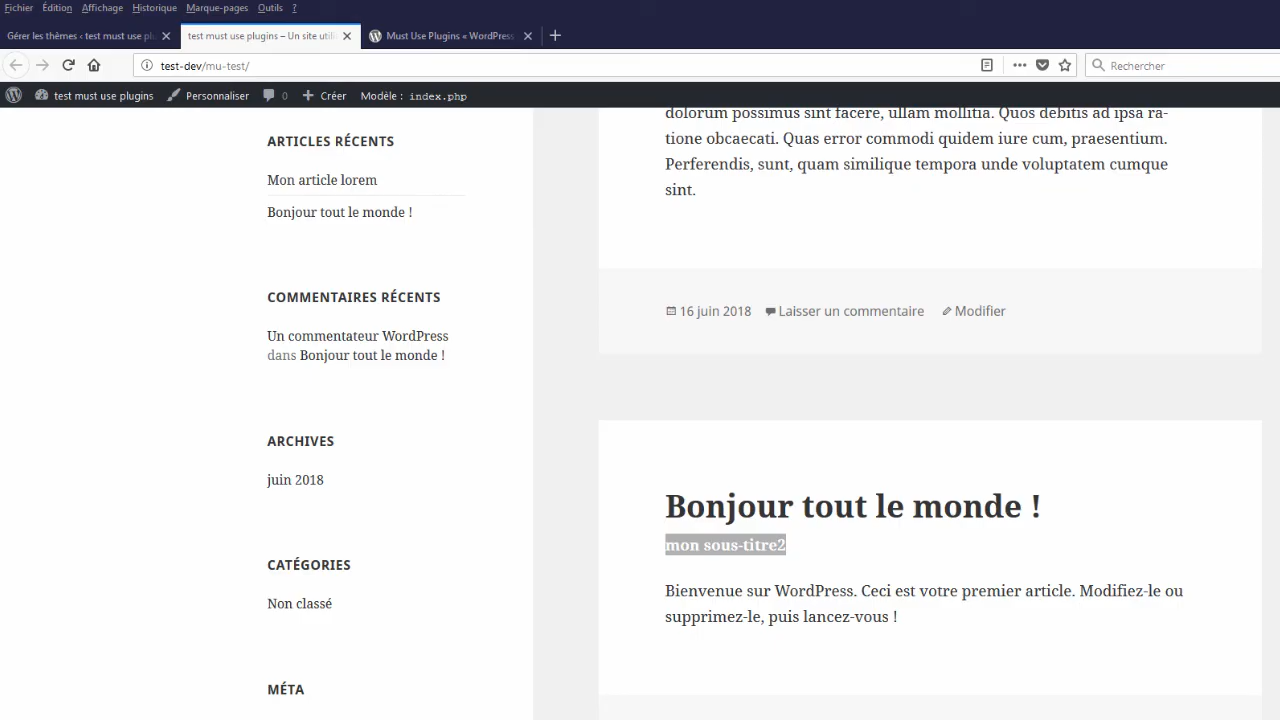 Fichier Édition Affichage Historique Marque-pages Outils ?
Gérer les thèmes ‹ test must use plu
test must use plugins – Un site utili
Must Use Plugins « WordPress
test-dev/mu-test/
Rechercher
test must use plugins Personnaliser 0 Créer Modèle : index.php
ARTICLES RÉCENTS
Mon article lorem
Bonjour tout le monde !
COMMENTAIRES RÉCENTS
Un commentateur WordPress
dans Bonjour tout le monde !
ARCHIVES
juin 2018
CATÉGORIES
Non classé
MÉTA
dolorum possimus sint facere, ullam mollitia. Quos debitis ad ipsa ra-
tione obcaecati. Quas error commodi quidem iure cum, praesentium.
Perferendis, sunt, quam similique tempora unde voluptatem cumque
sint.
16 juin 2018 Laisser un commentaire Modifier
Bonjour tout le monde !
mon sous-titre2
Bienvenue sur WordPress. Ceci est votre premier article. Modifiez-le ou
supprimez-le, puis lancez-vous !